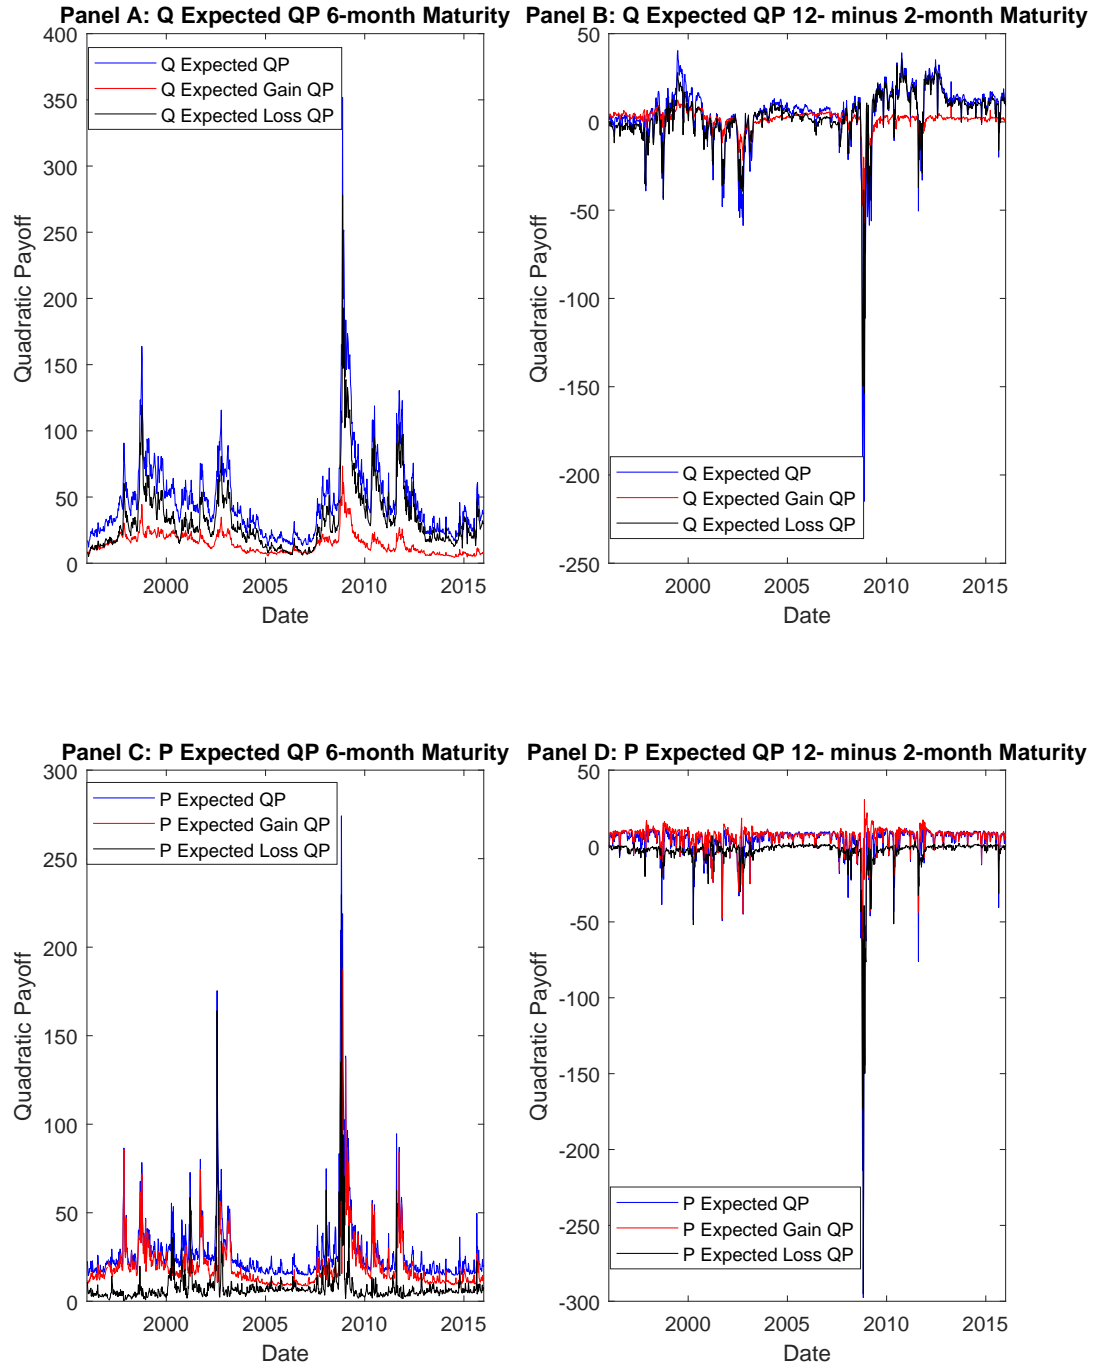 Panel A: Q Expected QP 6-month Maturity
400
350
300
250
200
150
100
50
0
Quadratic Payoff
Q Expected QP
Q Expected Gain QP
Q Expected Loss QP
2000
2005
2010
2015
Date
Panel B: Q Expected QP 12- minus 2-month Maturity
50
0
-50
-100
-150
-200
-250
Quadratic Payoff
Q Expected QP
Q Expected Gain QP
Q Expected Loss QP
2000
2005
2010
2015
Date
Panel C: P Expected QP 6-month Maturity
300
250
200
150
100
50
0
Quadratic Payoff
P Expected QP
P Expected Gain QP
P Expected Loss QP
2000
2005
2010
2015
Date
Panel D: P Expected QP 12- minus 2-month Maturity
50
0
-50
-100
-150
-200
-250
-300
Quadratic Payoff
P Expected QP
P Expected Gain QP
P Expected Loss QP
2000
2005
2010
2015
Date